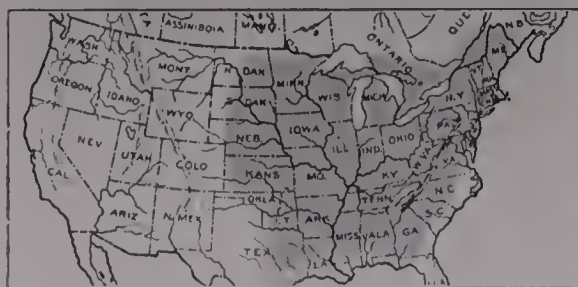 ASSINIBOIA
ONTARIO
QUE
N.B
WASH
MONT
N DAK
MINN
ME
OREGON
IDAHO
S DAK
WIS
MICH
N.Y
VT
WYO
NEB
IOWA
PA
NEV
UTAH
COLO
ILL
IND
OHIO
W.VA
VA
CAL
KANS
MO
KY
OKLA
I.T
TENN
N.C
ARIZ
N MEX
ARK
S.C
TEX
MISS
ALA
GA
LA